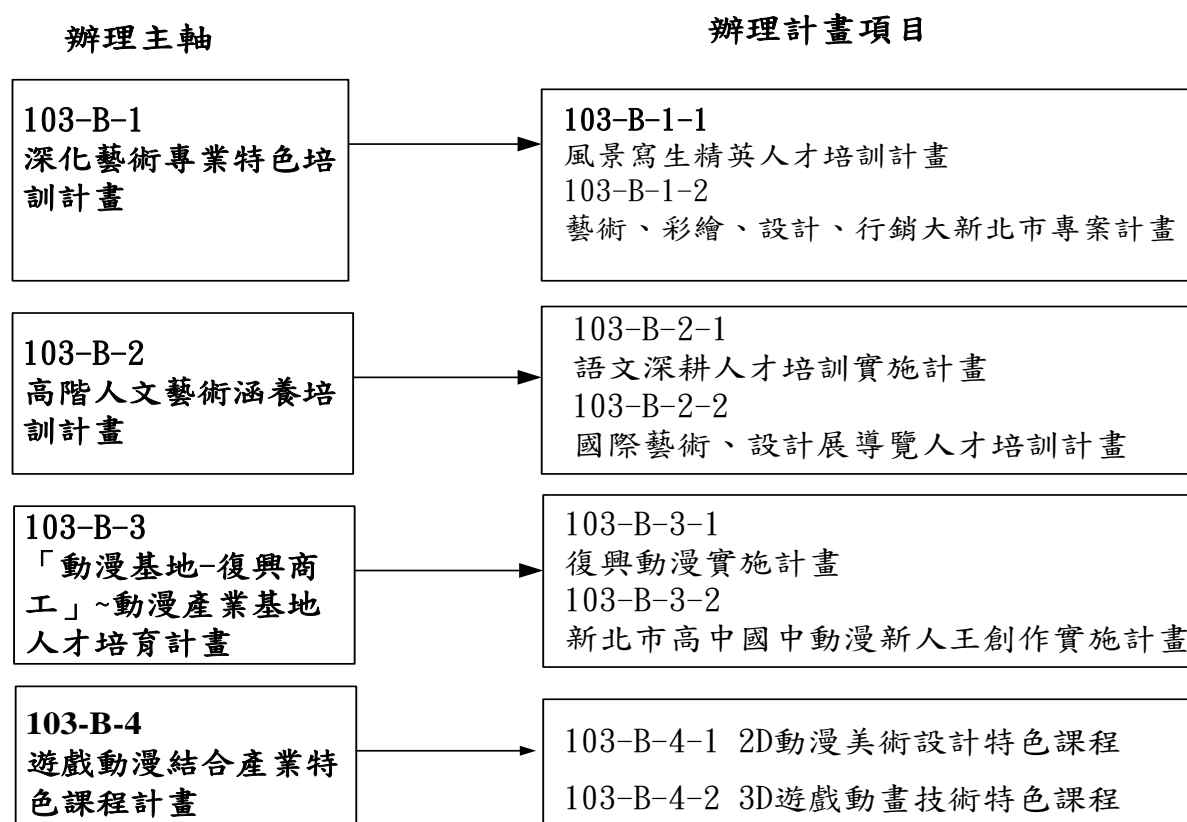 辦理主軸
辦理計畫項目
103-B-1
深化藝術專業特色培
訓計畫
103-B-1-1
風景寫生精英人才培訓計畫
103-B-1-2
藝術、彩繪、設計、行銷大新北市專案計畫
103-B-2
高階人文藝術涵養培
訓計畫
103-B-2-1
語文深耕人才培訓實施計畫
103-B-2-2
國際藝術、設計展導覽人才培訓計畫
103-B-3
「動漫基地-復興商
工」~動漫產業基地
人才培育計畫
103-B-3-1
復興動漫實施計畫
103-B-3-2
新北市高中國中動漫新人王創作實施計畫
103-B-4
遊戲動漫結合產業特
色課程計畫
103-B-4-1 2D動漫美術設計特色課程
103-B-4-2 3D遊戲動畫技術特色課程